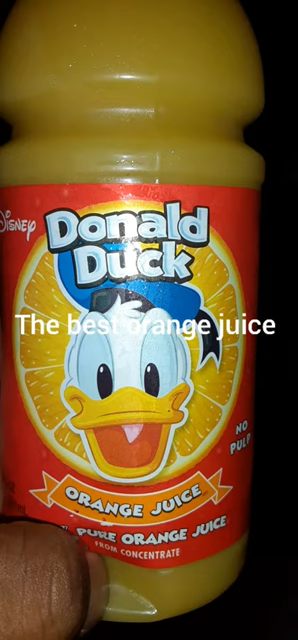 Disney
Donald
Duck
The best orange juice
NO
PULP
ORANGE JUICE
PURE ORANGE JUICE
FROM CONCENTRATE